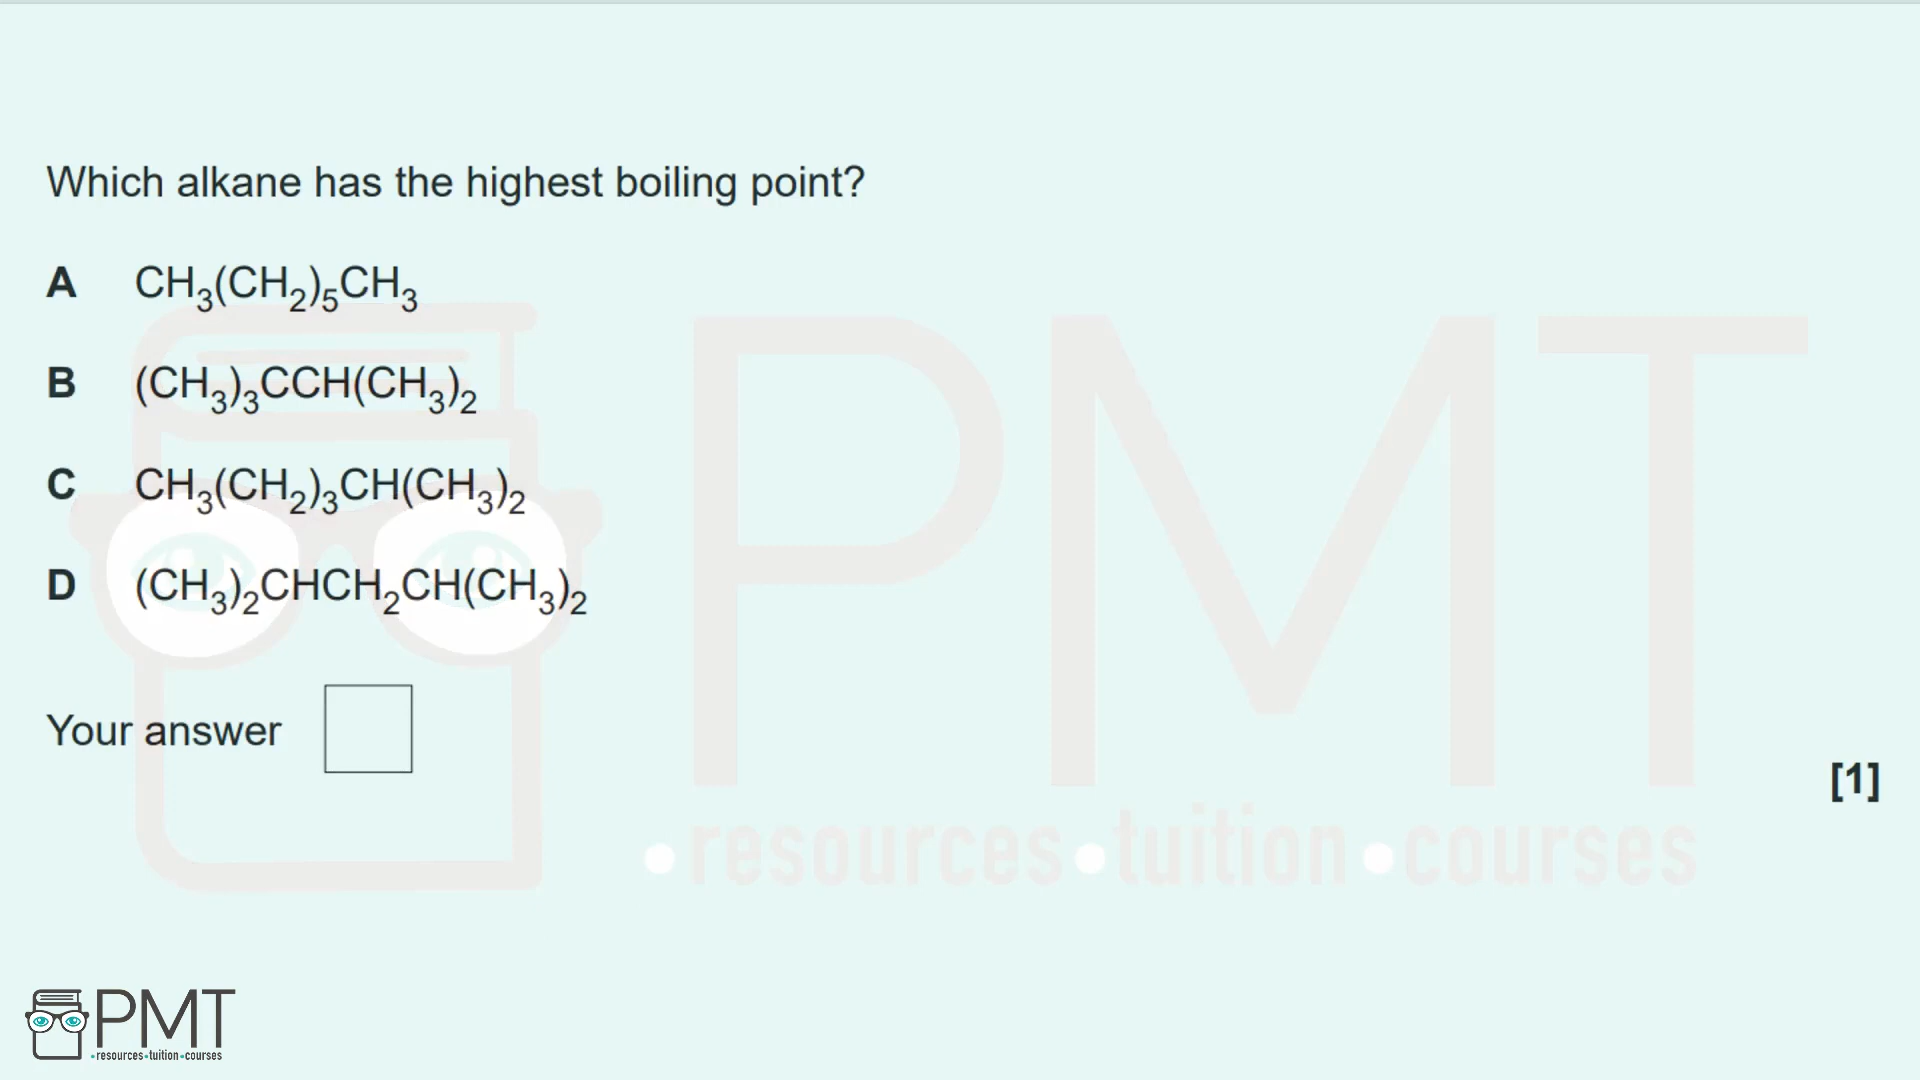 Which alkane has the highest boiling point?
A CH₃(CH₂)₅CH₃
B (CH₃)₃CCH(CH₃)₂
C CH₃(CH₂)₃CH(CH₃)₂
D (CH₃)₂CHCH₂CH(CH₃)₂
Your answer
[1]
PMT
•resources•tuition•courses
PMT
•resources•tuition•courses